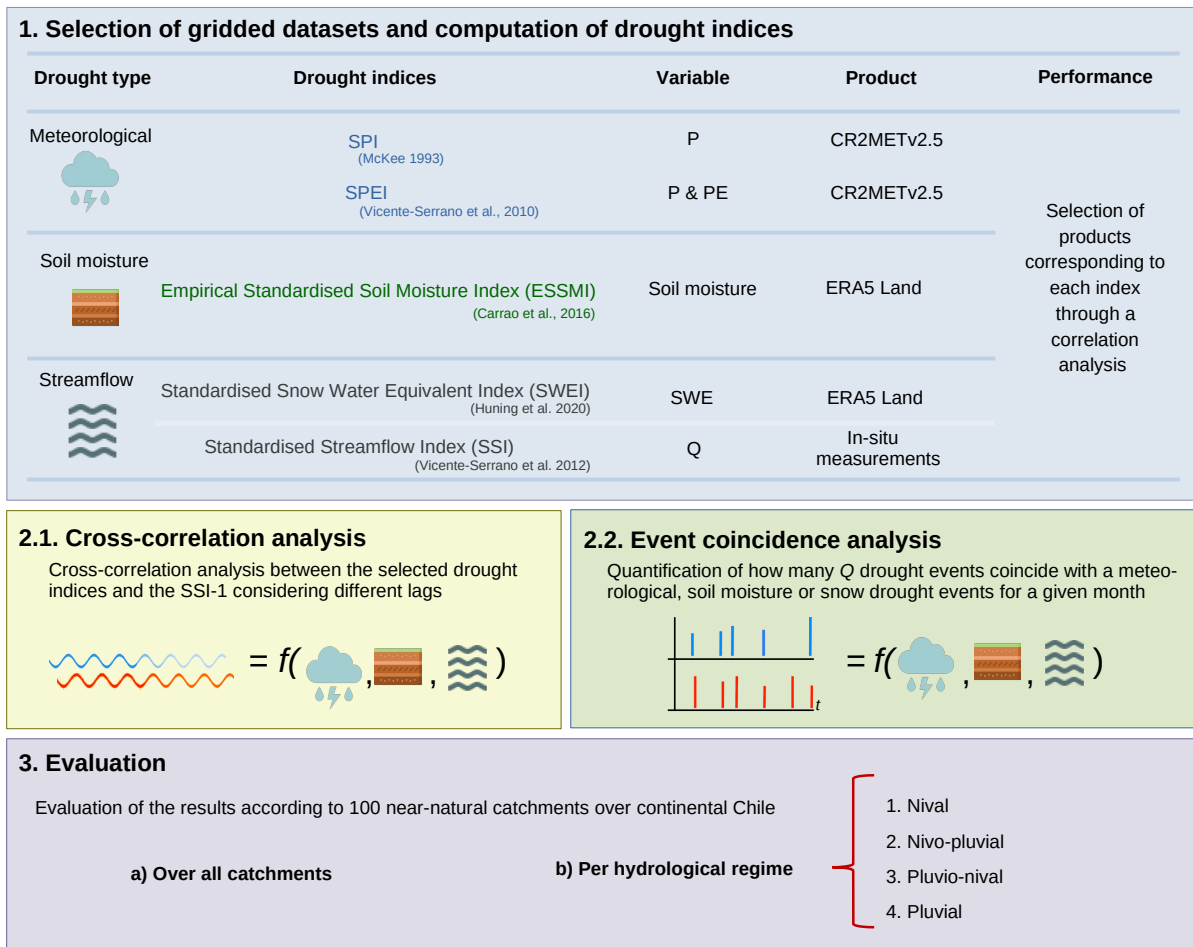 1. Selection of gridded datasets and computation of drought indices
Drought type Drought indices Variable Product Performance
Meteorological
SPI P CR2METv2.5
(McKee 1993)
SPEI P & PE CR2METv2.5
(Vicente-Serrano et al., 2010)
Soil moisture
Empirical Standardised Soil Moisture Index (ESSMI) Soil moisture ERA5 Land
(Carrao et al., 2016)
Streamflow
Standardised Snow Water Equivalent Index (SWEI) SWE ERA5 Land
(Huning et al. 2020)
Standardised Streamflow Index (SSI) Q In-situ
measurements
(Vicente-Serrano et al. 2012)
Selection of
products
corresponding to
each index
through a
correlation
analysis
2.1. Cross-correlation analysis
Cross-correlation analysis between the selected drought
indices and the SSI-1 considering different lags
= f( , , )
2.2. Event coincidence analysis
Quantification of how many Q drought events coincide with a meteo-
rological, soil moisture or snow drought events for a given month
t
= f( , , )
3. Evaluation
Evaluation of the results according to 100 near-natural catchments over continental Chile
a) Over all catchments
b) Per hydrological regime
1. Nival
2. Nivo-pluvial
3. Pluvio-nival
4. Pluvial